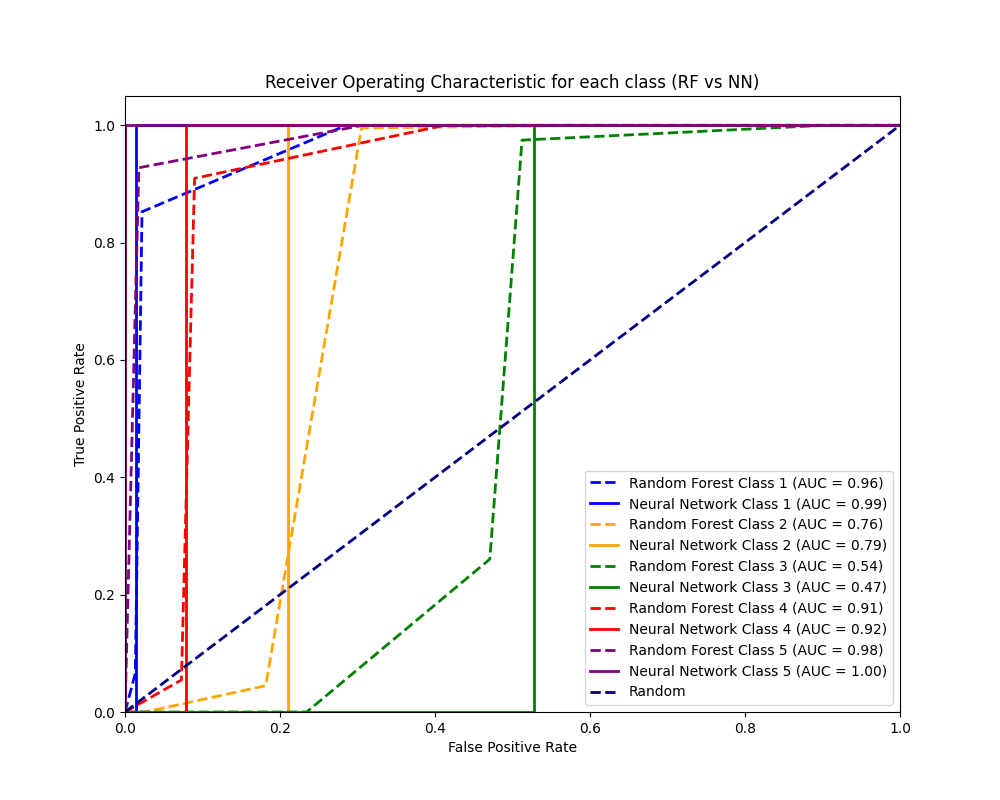 Receiver Operating Characteristic for each class (RF vs NN)
1.0
0.8
0.6
0.4
0.2
0.0
True Positive Rate
0.0 0.2 0.4 0.6 0.8 1.0
False Positive Rate
Random Forest Class 1 (AUC = 0.96)
Neural Network Class 1 (AUC = 0.99)
Random Forest Class 2 (AUC = 0.76)
Neural Network Class 2 (AUC = 0.79)
Random Forest Class 3 (AUC = 0.54)
Neural Network Class 3 (AUC = 0.47)
Random Forest Class 4 (AUC = 0.91)
Neural Network Class 4 (AUC = 0.92)
Random Forest Class 5 (AUC = 0.98)
Neural Network Class 5 (AUC = 1.00)
Random